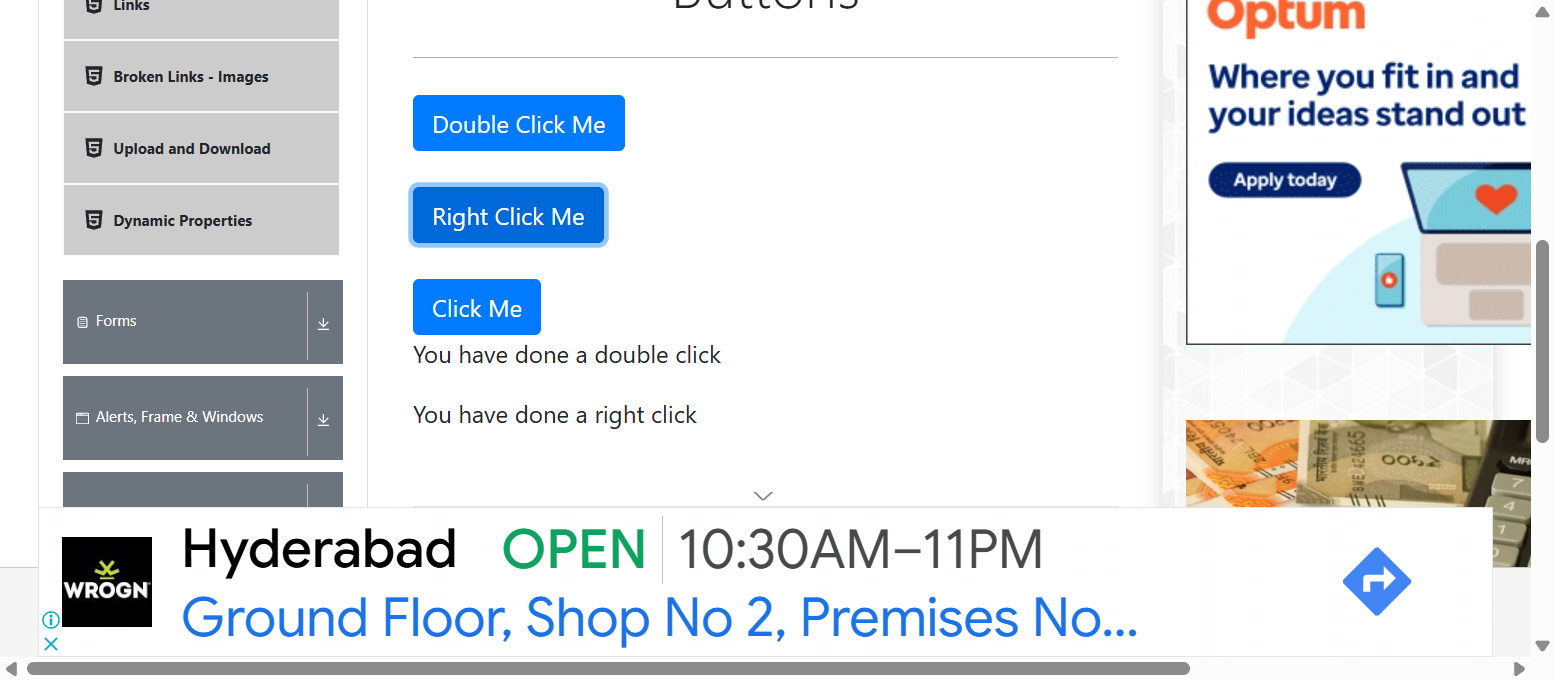 Links
Broken Links - Images
Upload and Download
Dynamic Properties
Forms
Alerts, Frame & Windows
Buttons
Double Click Me
Right Click Me
Click Me
You have done a double click
You have done a right click
Optum
Where you fit in and
your ideas stand out
Apply today
WROGN
Hyderabad OPEN 10:30AM–11PM
Ground Floor, Shop No 2, Premises No...